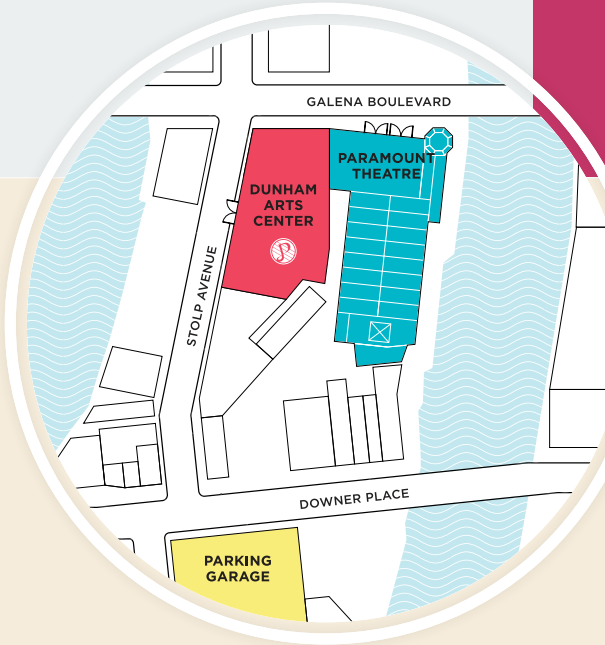 GALENA BOULEVARD
PARAMOUNT
THEATRE
DUNHAM
ARTS
CENTER
STOLP AVENUE
DOWNER PLACE
PARKING
GARAGE